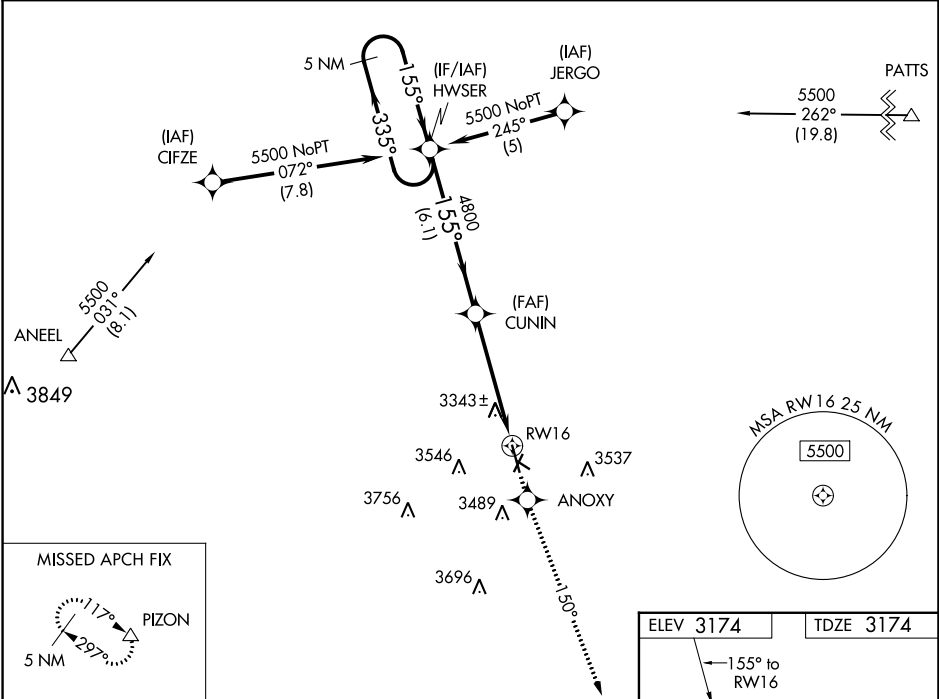 5 NM
155°
335°
(IF/IAF)
HWSER
(IAF)
JERGO
5500 NoPT
245°
(5)
PATTS
5500
262°
(19.8)
(IAF)
CIFZE
5500 NoPT
072°
(7.8)
4800
155°
(6.1)
5500
031°
(8.1)
ANEEL
3849
(FAF)
CUNIN
3343±
RW16
3546
3537
3756
3489
ANOXY
3696
150°
MSA RW16 25 NM
5500
MISSED APCH FIX
117°
297°
PIZON
5 NM
ELEV 3174
TDZE 3174
155° to
RW16